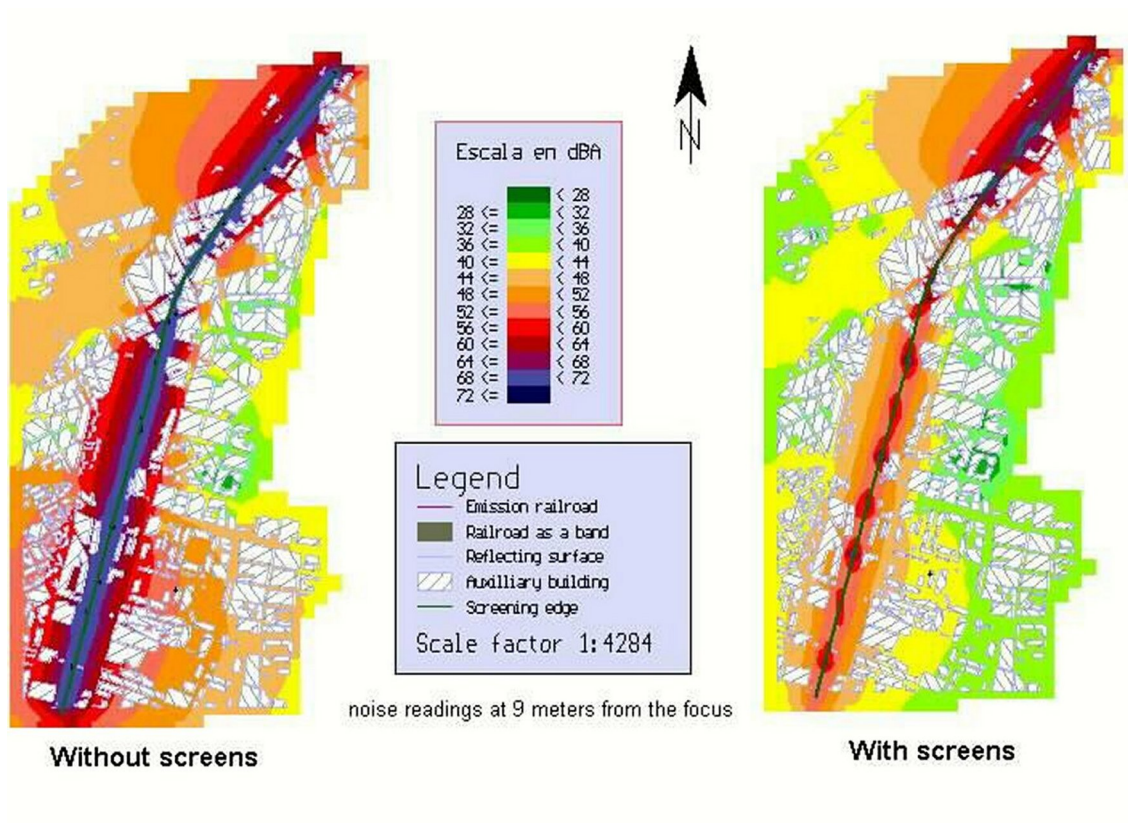 N
Escala en dBA
< 28
28 <= < 32
32 <= < 36
36 <= < 40
40 <= < 44
44 <= < 48
48 <= < 52
52 <= < 56
56 <= < 60
60 <= < 64
64 <= < 68
68 <= < 72
72 <=
Legend
Emission railroad
Railroad as a band
Reflecting surface
Auxilliary building
Screening edge
Scale factor 1:4284
noise readings at 9 meters from the focus
Without screens
With screens